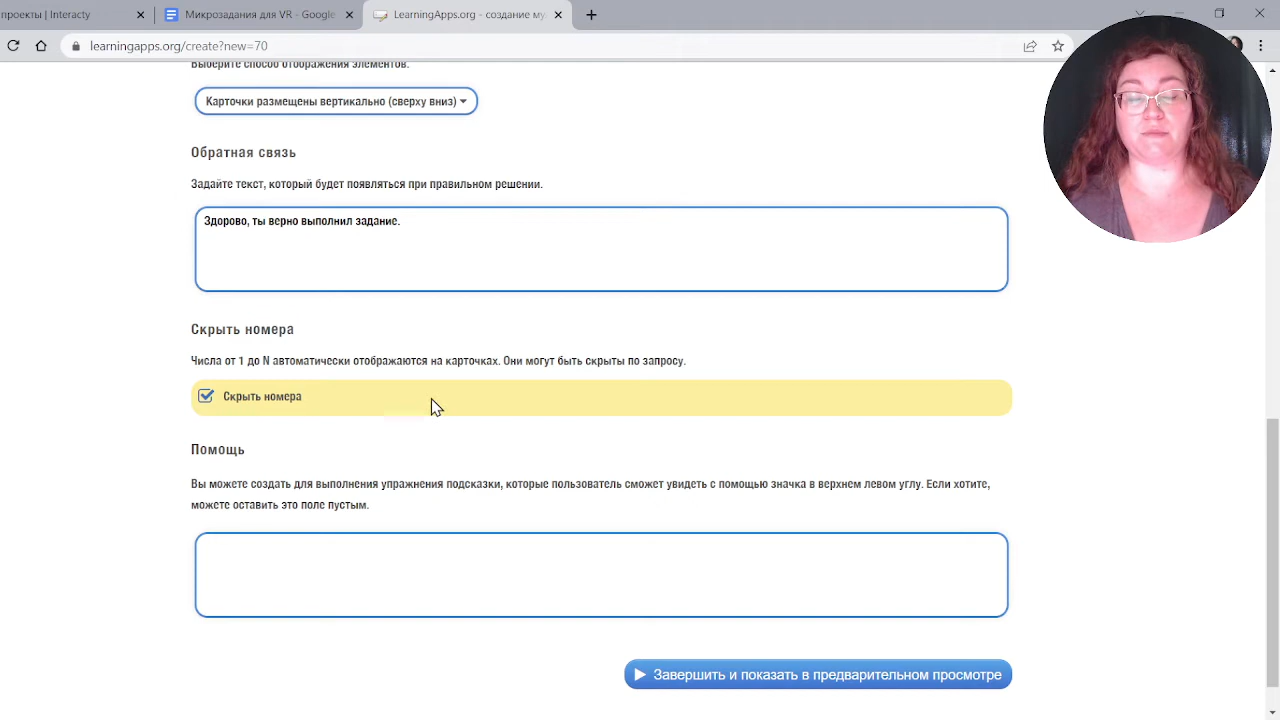 проекты | Interacty
Микрозадания для VR - Google
LearningApps.org - создание му
learningapps.org/create?new=70
Выберите способ отображения элементов.
Карточки размещены вертикально (сверху вниз)
Обратная связь
Задайте текст, который будет появляться при правильном решении.
Здорово, ты верно выполнил задание.
Скрыть номера
Числа от 1 до N автоматически отображаются на карточках. Они могут быть скрыты по запросу.
Скрыть номера
Помощь
Вы можете создать для выполнения упражнения подсказки, которые пользователь сможет увидеть с помощью значка в верхнем левом углу. Если хотите,
можете оставить это поле пустым.
Завершить и показать в предварительном просмотре